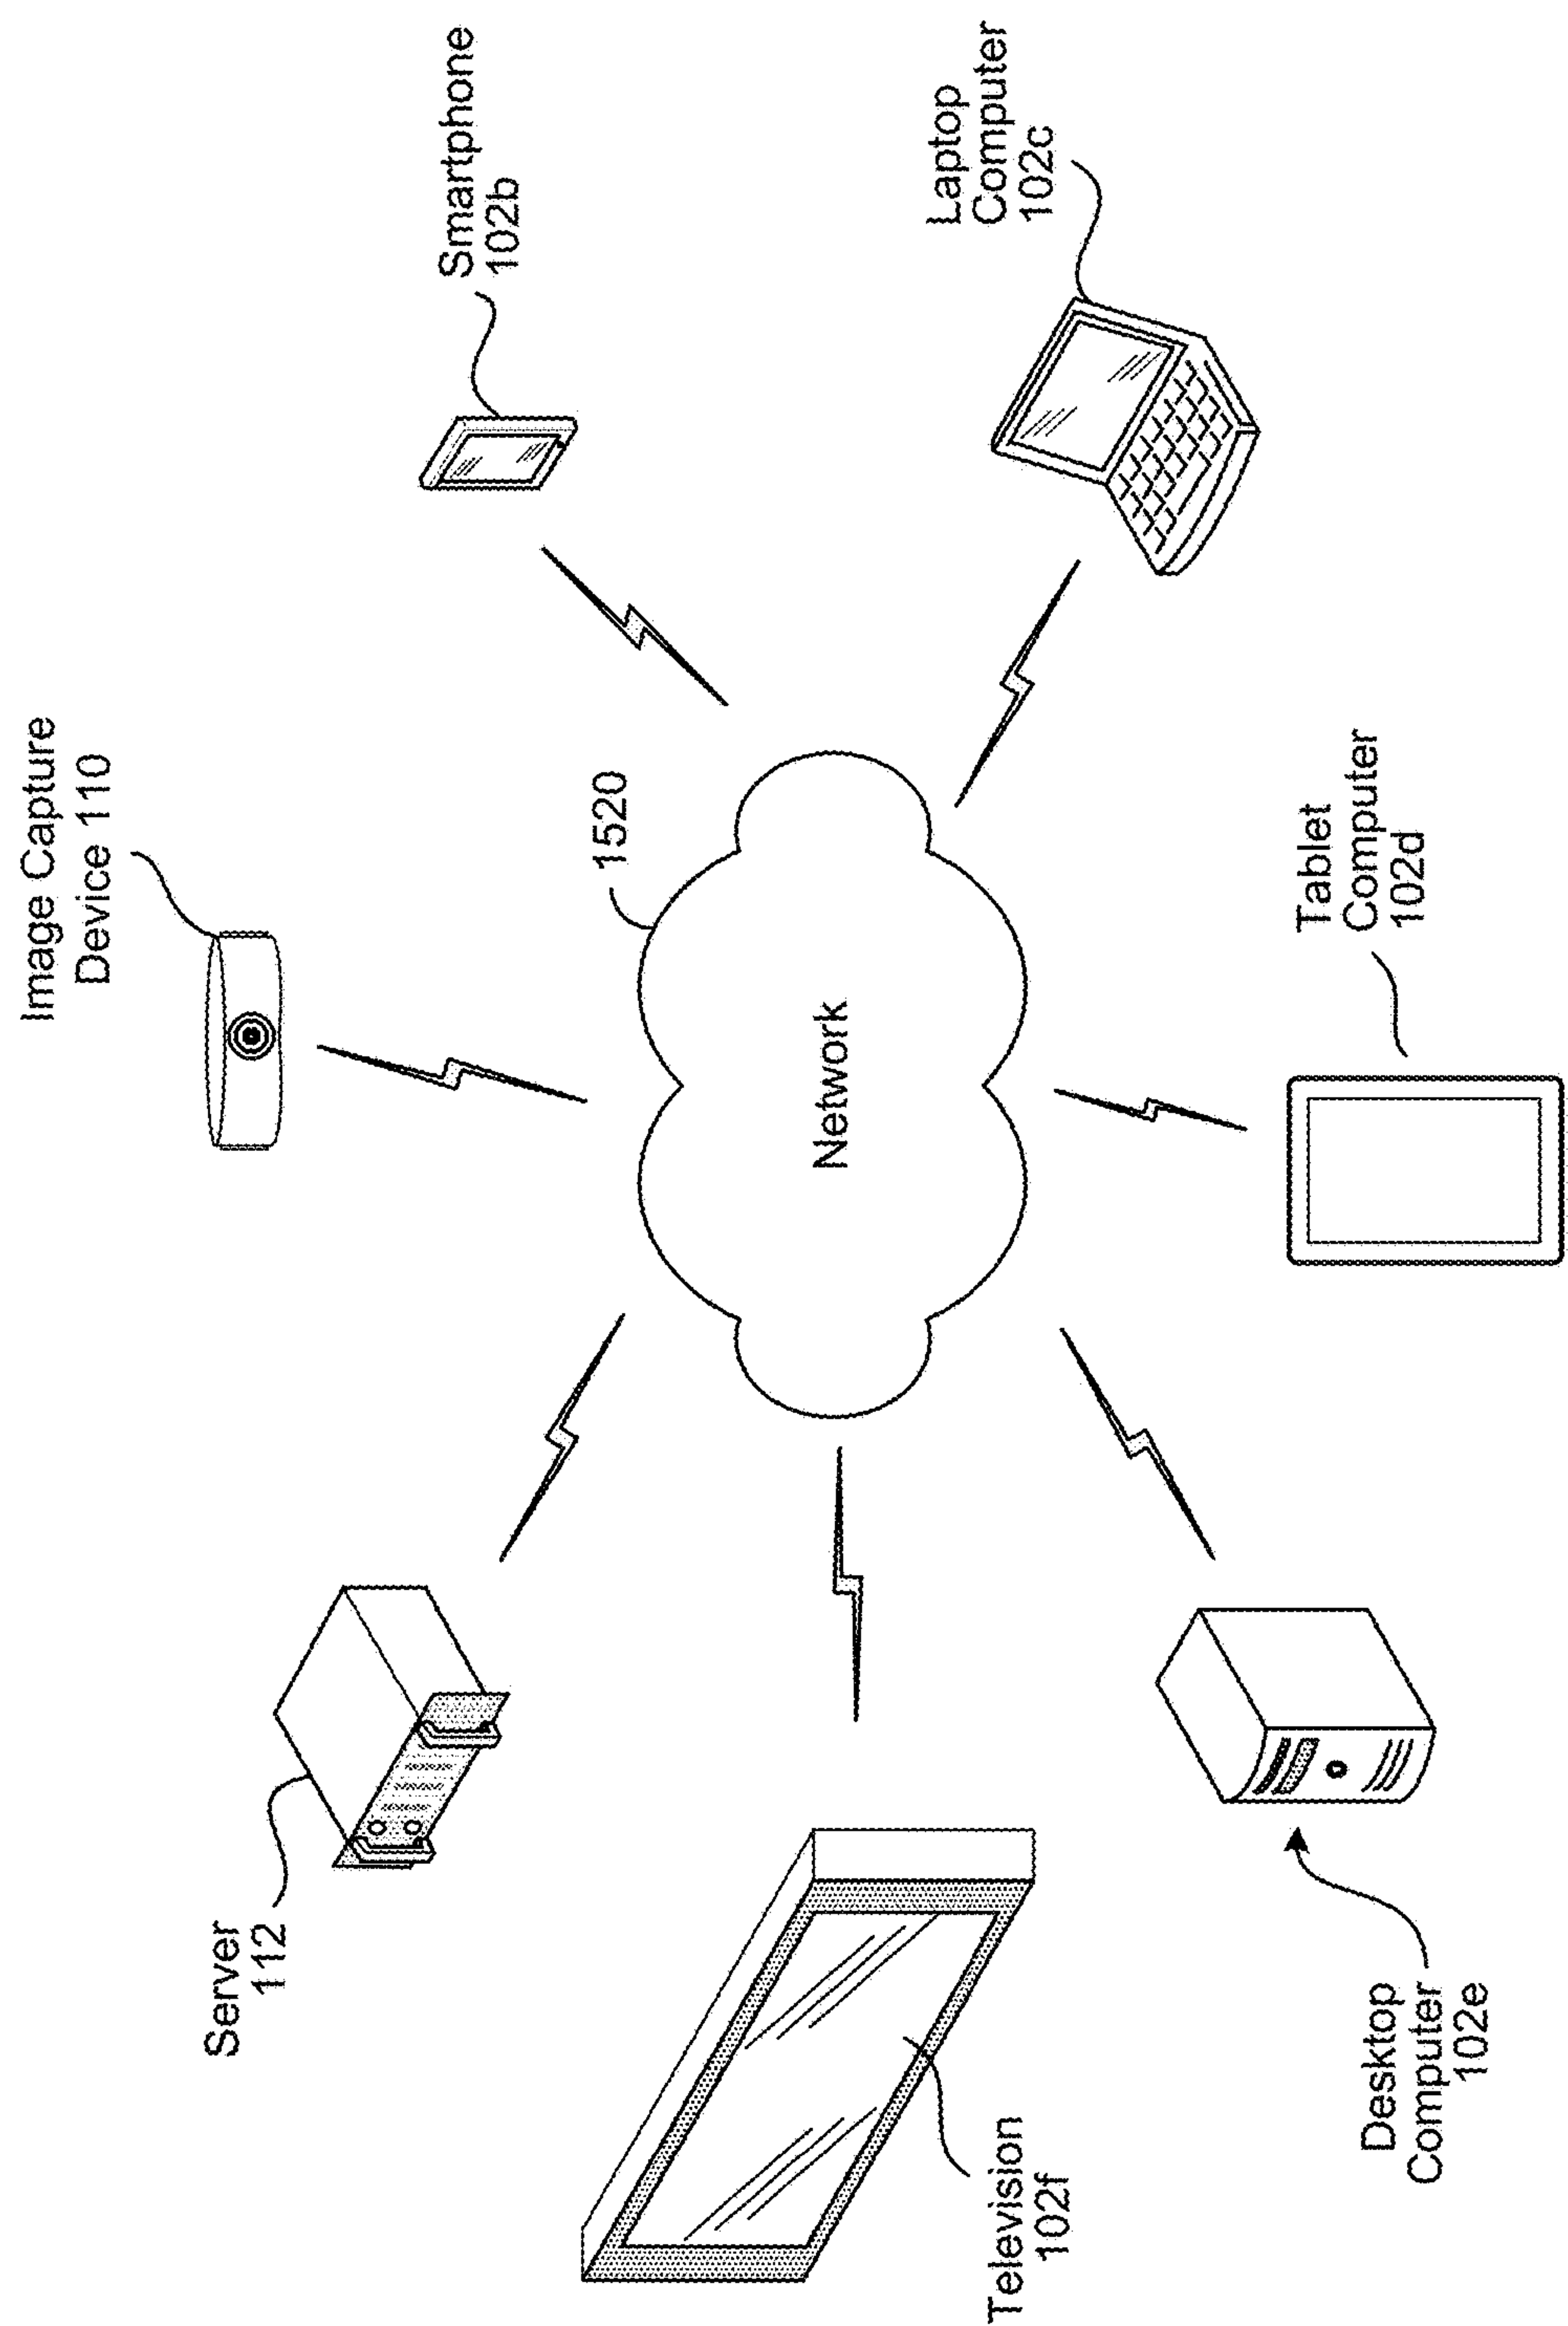 Image Capture
Device 110
Smartphone
102b
Laptop
Computer
102c
1520
Network
Tablet
Computer
102d
Server
112
Television
102f
Desktop
Computer
102e